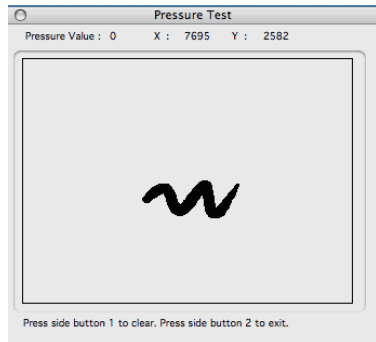 Pressure Test
Pressure Value : 0 X : 7695 Y : 2582
Press side button 1 to clear. Press side button 2 to exit.